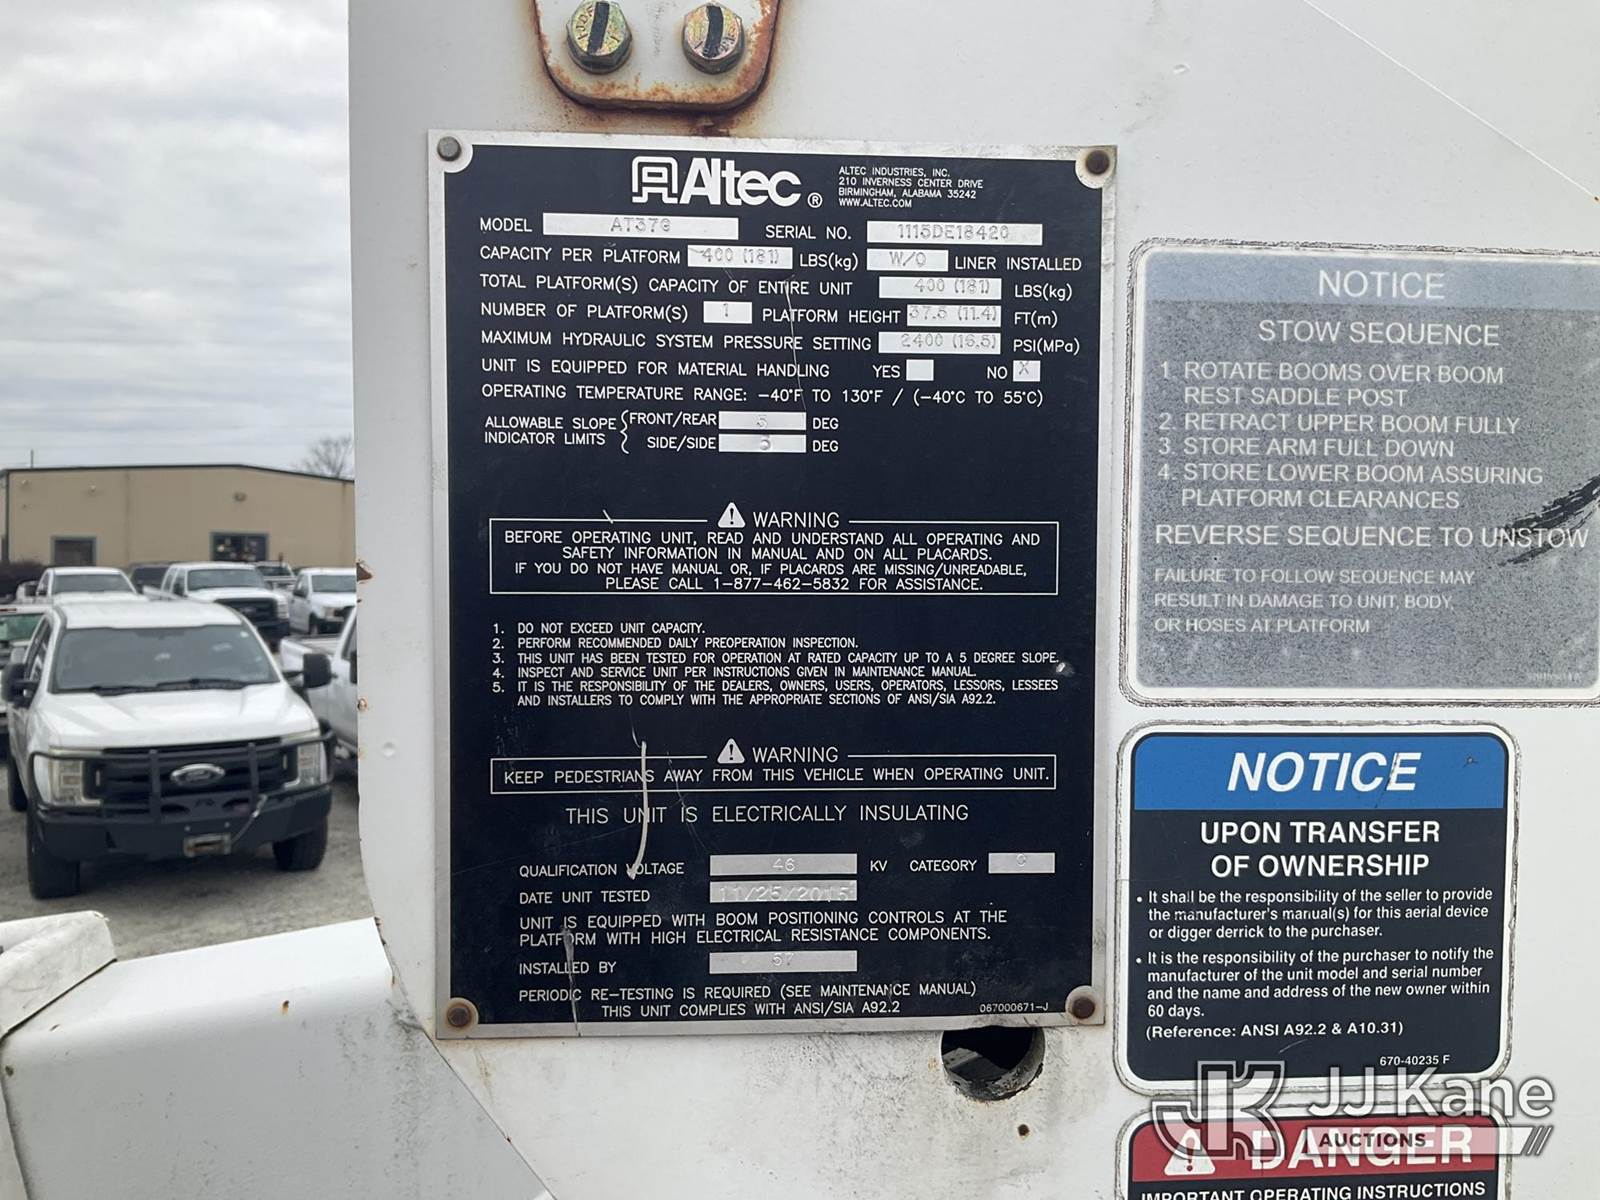 Altec®
ALTEC INDUSTRIES, INC.
210 INVERNESS CENTER DRIVE
BIRMINGHAM, ALABAMA 35242
WWW.ALTEC.COM
MODEL AT37G SERIAL NO. 1115DE18420
CAPACITY PER PLATFORM 400 (181) LBS(kg) W/O LINER INSTALLED
TOTAL PLATFORM(S) CAPACITY OF ENTIRE UNIT 400 (181) LBS(kg)
NUMBER OF PLATFORM(S) 1 PLATFORM HEIGHT 37.5 (11.4) FT(m)
MAXIMUM HYDRAULIC SYSTEM PRESSURE SETTING 2400 (16.5) PSI(MPa)
UNIT IS EQUIPPED FOR MATERIAL HANDLING YES NO X
OPERATING TEMPERATURE RANGE: -40°F TO 130°F / (-40°C TO 55°C)
ALLOWABLE SLOPE INDICATOR LIMITS { FRONT/REAR 5 DEG
SIDE/SIDE 5 DEG
WARNING
BEFORE OPERATING UNIT, READ AND UNDERSTAND ALL OPERATING AND
SAFETY INFORMATION IN MANUAL AND ON ALL PLACARDS.
IF YOU DO NOT HAVE MANUAL OR, IF PLACARDS ARE MISSING/UNREADABLE,
PLEASE CALL 1-877-462-5832 FOR ASSISTANCE.
1. DO NOT EXCEED UNIT CAPACITY.
2. PERFORM RECOMMENDED DAILY PREOPERATION INSPECTION.
3. THIS UNIT HAS BEEN TESTED FOR OPERATION AT RATED CAPACITY UP TO A 5 DEGREE SLOPE.
4. INSPECT AND SERVICE UNIT PER INSTRUCTIONS GIVEN IN MAINTENANCE MANUAL.
5. IT IS THE RESPONSIBILITY OF THE DEALERS, OWNERS, USERS, OPERATORS, LESSORS, LESSEES
AND INSTALLERS TO COMPLY WITH THE APPROPRIATE SECTIONS OF ANSI/SIA A92.2.
WARNING
KEEP PEDESTRIANS AWAY FROM THIS VEHICLE WHEN OPERATING UNIT.
THIS UNIT IS ELECTRICALLY INSULATING
QUALIFICATION VOLTAGE 46 KV CATEGORY C
DATE UNIT TESTED 11/25/2015
UNIT IS EQUIPPED WITH BOOM POSITIONING CONTROLS AT THE
PLATFORM WITH HIGH ELECTRICAL RESISTANCE COMPONENTS.
INSTALLED BY 57
PERIODIC RE-TESTING IS REQUIRED (SEE MAINTENANCE MANUAL)
THIS UNIT COMPLIES WITH ANSI/SIA A92.2 067000671-J
NOTICE
STOW SEQUENCE
1 ROTATE BOOMS OVER BOOM
REST SADDLE POST
2. RETRACT UPPER BOOM FULLY
3. STORE ARM FULL DOWN
4. STORE LOWER BOOM ASSURING
PLATFORM CLEARANCES
REVERSE SEQUENCE TO UNSTOW
FAILURE TO FOLLOW SEQUENCE MAY
RESULT IN DAMAGE TO UNIT, BODY,
OR HOSES AT PLATFORM
NOTICE
UPON TRANSFER
OF OWNERSHIP
• It shall be the responsibility of the seller to provide
the manufacturer's manual(s) for this aerial device
or digger derrick to the purchaser.
• It is the responsibility of the purchaser to notify the
manufacturer of the unit model and serial number
and the name and address of the new owner within
60 days.
(Reference: ANSI A92.2 & A10.31)
670-40235 F
DANGER
IMPORTANT OPERATING INSTRUCTIONS
JK JJ Kane
AUCTIONS
Ford